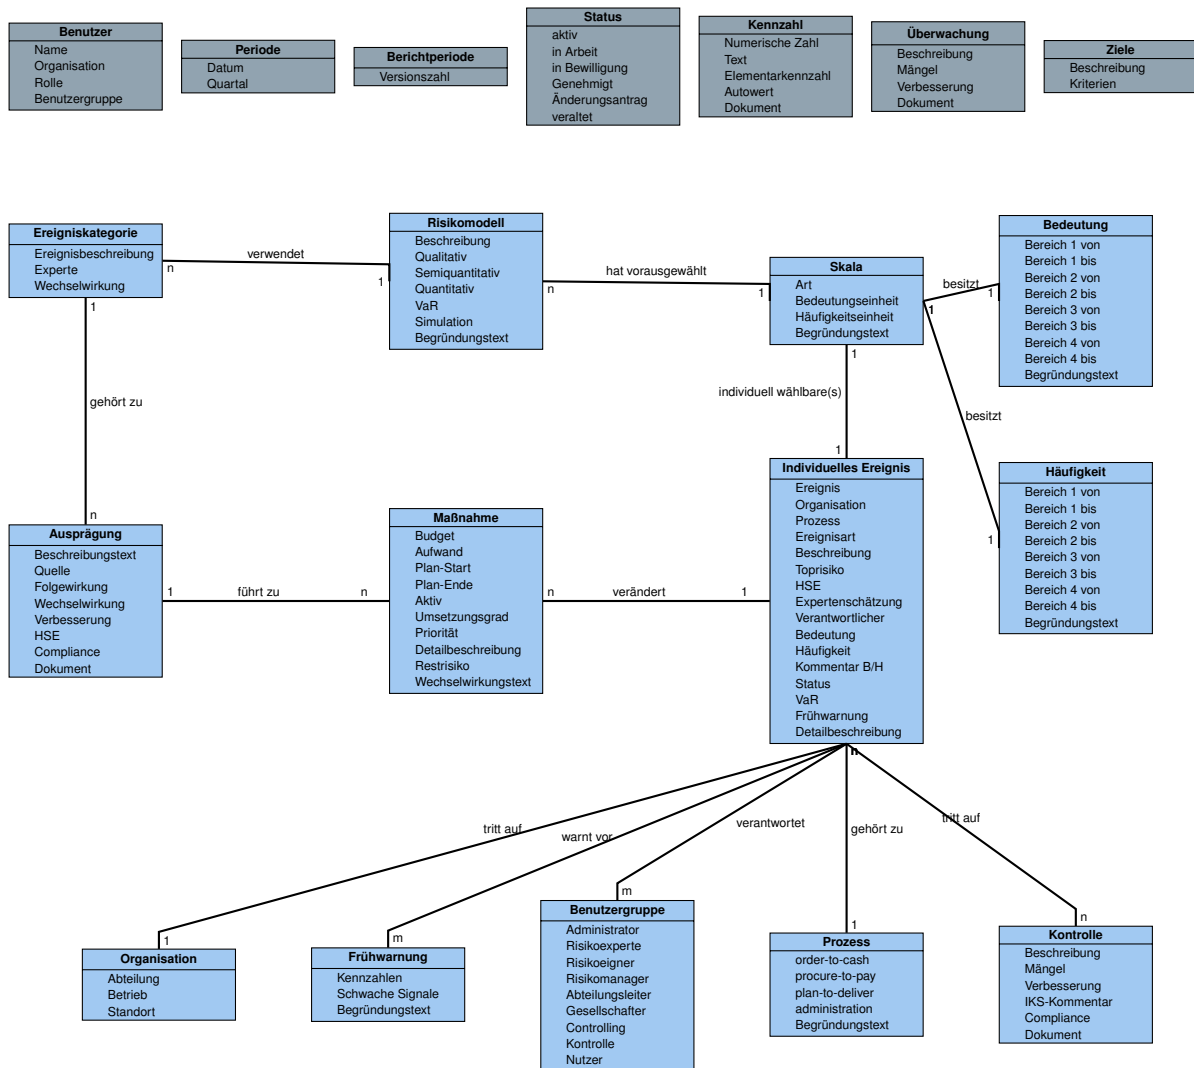 Benutzer
Name
Organisation
Rolle
Benutzergruppe
Periode
Datum
Quartal
Berichtperiode
Versionszahl
Status
aktiv
in Arbeit
in Bewilligung
Genehmigt
Änderungsantrag
veraltet
Kennzahl
Numerische Zahl
Text
Elementarkennzahl
Autowert
Dokument
Überwachung
Beschreibung
Mängel
Verbesserung
Dokument
Ziele
Beschreibung
Kriterien
Ereigniskategorie
Ereignisbeschreibung
Experte
Wechselwirkung
n
verwendet
1
Risikomodell
Beschreibung
Qualitativ
Semiquantitativ
Quantitativ
VaR
Simulation
Begründungstext
n
hat vorausgewählt
1
Skala
Art
Bedeutungseinheit
Häufigkeitseinheit
Begründungstext
1
besitzt
1
Bedeutung
Bereich 1 von
Bereich 1 bis
Bereich 2 von
Bereich 2 bis
Bereich 3 von
Bereich 3 bis
Bereich 4 von
Bereich 4 bis
Begründungstext
1
gehört zu
n
1
individuell wählbare(s)
1
besitzt
1
Häufigkeit
Bereich 1 von
Bereich 1 bis
Bereich 2 von
Bereich 2 bis
Bereich 3 von
Bereich 3 bis
Bereich 4 von
Bereich 4 bis
Begründungstext
Ausprägung
Beschreibungstext
Quelle
Folgewirkung
Wechselwirkung
Verbesserung
HSE
Compliance
Dokument
1
führt zu
n
Maßnahme
Budget
Aufwand
Plan-Start
Plan-Ende
Aktiv
Umsetzungsgrad
Priorität
Detailbeschreibung
Restrisiko
Wechselwirkungstext
n
verändert
1
Individuelles Ereignis
Ereignis
Organisation
Prozess
Ereignisart
Beschreibung
Toprisiko
HSE
Expertenschätzung
Verantwortlicher
Bedeutung
Häufigkeit
Kommentar B/H
Status
VaR
Frühwarnung
Detailbeschreibung
n
tritt auf
warnt vor
verantwortet
gehört zu
tritt auf
1
m
m
1
n
Organisation
Abteilung
Betrieb
Standort
Frühwarnung
Kennzahlen
Schwache Signale
Begründungstext
Benutzergruppe
Administrator
Risikoexperte
Risikoeigner
Risikomanager
Abteilungsleiter
Gesellschafter
Controlling
Kontrolle
Nutzer
Prozess
order-to-cash
procure-to-pay
plan-to-deliver
administration
Begründungstext
Kontrolle
Beschreibung
Mängel
Verbesserung
IKS-Kommentar
Compliance
Dokument